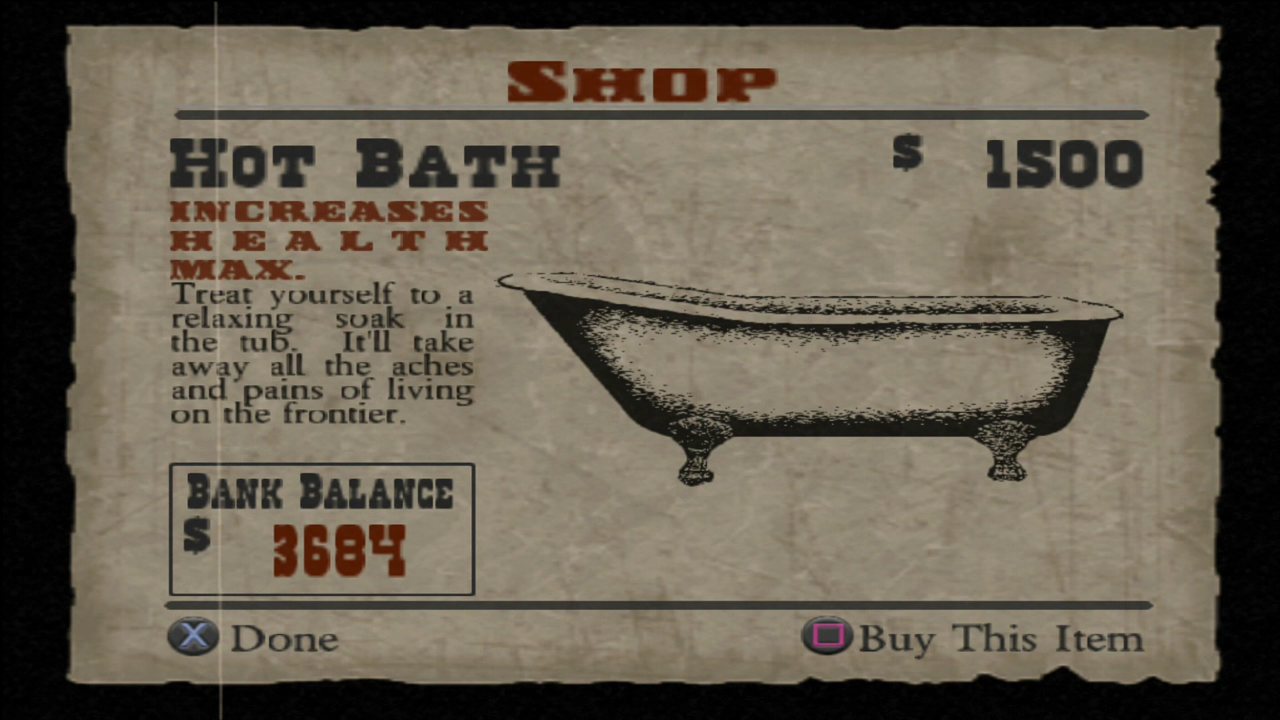 SHOP
HOT BATH $ 1500
INCREASES
HEALTH
MAX.
Treat yourself to a
relaxing soak in
the tub. It'll take
away all the aches
and pains of living
on the frontier.
BANK BALANCE
$ 3684
X Done Buy This Item